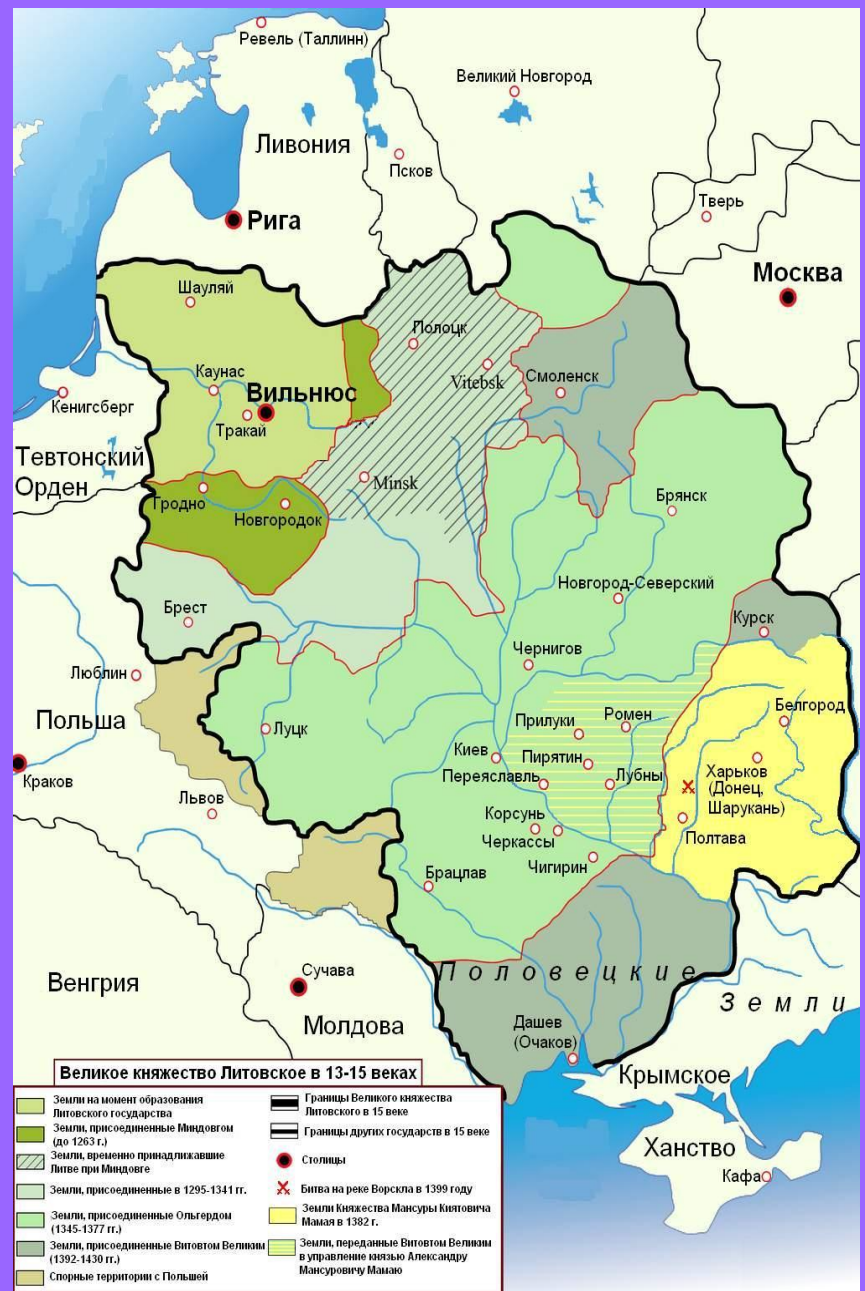 Ревель (Таллинн)
Великий Новгород
Ливония
Псков
Тверь
Рига
Москва
Шауляй
Полоцк
Каунас
Vitebsk
Смоленск
Вильнюс
Кенигсберг
Тракай
Тевтонский
Орден
Minsk
Гродно
Новгородок
Брянск
Новгород-Северский
Брест
Курск
Чернигов
Люблин
Польша
Луцк
Прилуки
Ромен
Белгород
Киев
Пирятин
Переяславль
Лубны
Харьков
(Донец,
Шарукань)
Краков
Львов
Корсунь
Черкассы
Полтава
Чигирин
Брацлав
Половецкие
Земли
Венгрия
Сучава
Молдова
Дашев
(Очаков)
Крымское
Ханство
Кафа
Великое княжество Литовское в 13-15 веках
Земли на момент образования
Литовского государства
Земли, присоединенные Миндовгом
(до 1263 г.)
Земли, временно принадлежавшие
Литве при Миндовге
Земли, присоединенные в 1295-1341 гг.
Земли, присоединенные Ольгердом
(1345-1377 гг.)
Земли, присоединенные Витовтом Великим
(1392-1430 гг.)
Спорные территории с Польшей
Границы Великого княжества
Литовского в 15 веке
Границы других государств в 15 веке
Столицы
Битва на реке Ворскла в 1399 году
Земли Княжества Мансуры Киятовича
Мамая в 1382 г.
Земли, переданные Витовтом Великим
в управление князю Александру
Мансуровичу Мамаю